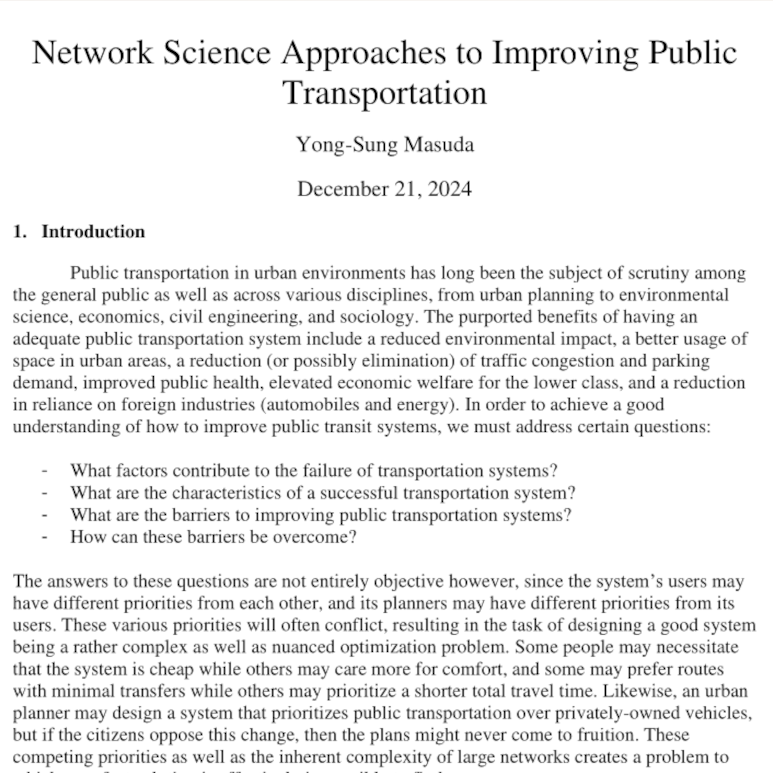 Network Science Approaches to Improving Public
Transportation
Yong-Sung Masuda
December 21, 2024
1. Introduction
Public transportation in urban environments has long been the subject of scrutiny among
the general public as well as across various disciplines, from urban planning to environmental
science, economics, civil engineering, and sociology. The purported benefits of having an
adequate public transportation system include a reduced environmental impact, a better usage of
space in urban areas, a reduction (or possibly elimination) of traffic congestion and parking
demand, improved public health, elevated economic welfare for the lower class, and a reduction
in reliance on foreign industries (automobiles and energy). In order to achieve a good
understanding of how to improve public transit systems, we must address certain questions:
- What factors contribute to the failure of transportation systems?
- What are the characteristics of a successful transportation system?
- What are the barriers to improving public transportation systems?
- How can these barriers be overcome?
The answers to these questions are not entirely objective however, since the system's users may
have different priorities from each other, and its planners may have different priorities from its
users. These various priorities will often conflict, resulting in the task of designing a good system
being a rather complex as well as nuanced optimization problem. Some people may necessitate
that the system is cheap while others may care more for comfort, and some may prefer routes
with minimal transfers while others may prioritize a shorter total travel time. Likewise, an urban
planner may design a system that prioritizes public transportation over privately-owned vehicles,
but if the citizens oppose this change, then the plans might never come to fruition. These
competing priorities as well as the inherent complexity of large networks creates a problem to